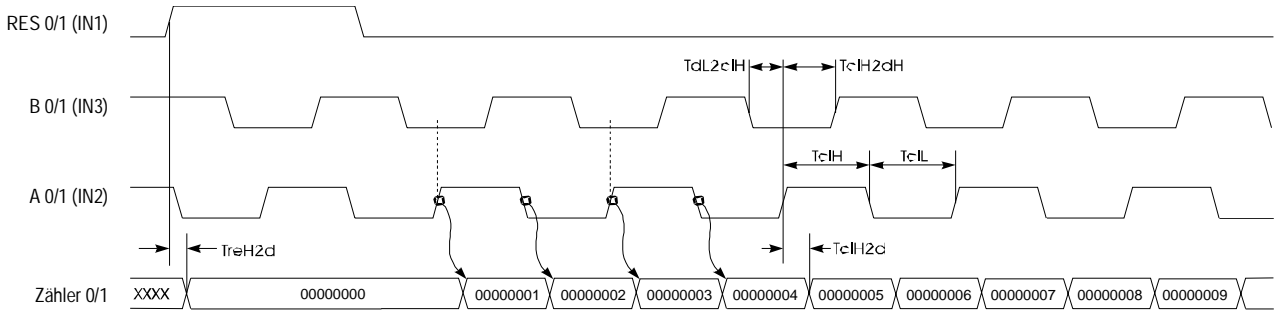 RES 0/1 (IN1)
TdL2clH TclH2dH
B 0/1 (IN3)
TclH TclL
A 0/1 (IN2)
TreH2d TclH2d
Zähler 0/1 XXXX 00000000 00000001 00000002 00000003 00000004 00000005 00000006 00000007 00000008 00000009